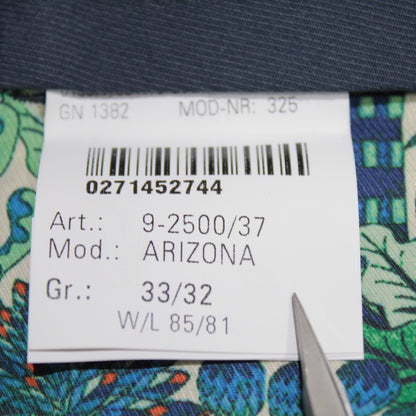 GN 1382 MOD-NR: 325
0271452744
Art.: 9-2500/37
Mod.: ARIZONA
Gr.: 33/32
W/L 85/81